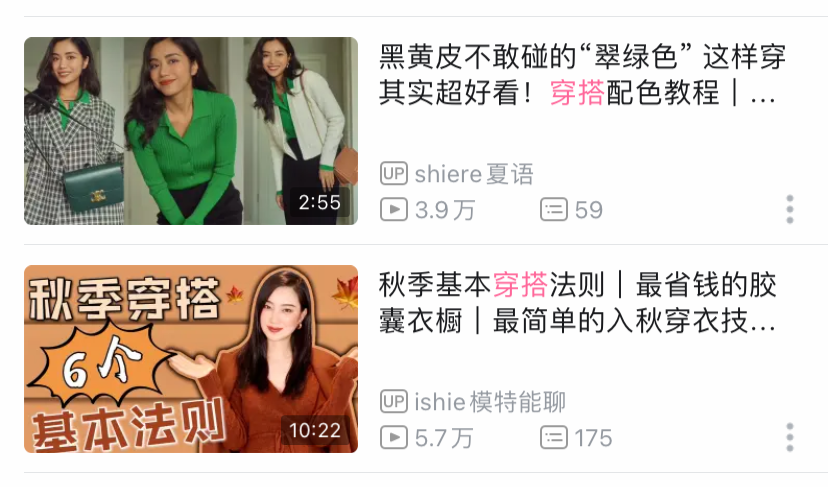 黑黄皮不敢碰的“翠绿色” 这样穿
其实超好看！穿搭配色教程｜...
2:55
UP shiere夏语
3.9万 59
秋季穿搭
6个
基本法则
10:22
秋季基本穿搭法则｜最省钱的胶
囊衣橱｜最简单的入秋穿衣技...
UP ishie模特能聊
5.7万 175